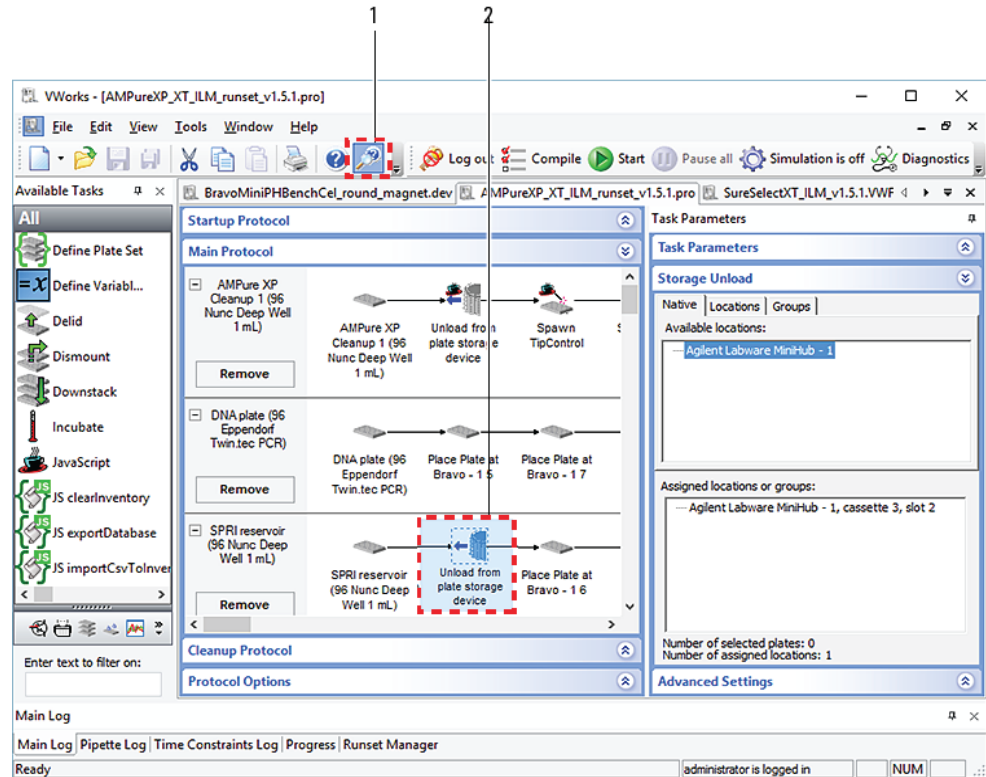 1 2
VWorks - [AMPureXP_XT_ILM_runset_v1.5.1.pro]
File Edit View Tools Window Help
Log out Compile Start Pause all Simulation is off Diagnostics
Available Tasks
All
Define Plate Set
Define Variabl...
Delid
Dismount
Downstack
Incubate
JavaScript
JS clearInventory
JS exportDatabase
JS importCsvToInver
Enter text to filter on:
BravoMiniPHBenchCel_round_magnet.dev AMPureXP_XT_ILM_runset_v1.5.1.pro SureSelectXT_ILM_v1.5.1.VWF
Startup Protocol
Main Protocol
AMPure XP
Cleanup 1 (96
Nunc Deep Well
1 mL)
Remove
AMPure XP
Cleanup 1 (96
Nunc Deep Well
1 mL)
Unload from
plate storage
device
Spawn
TipControl
S
DNA plate (96
Eppendorf
Twin.tec PCR)
Remove
DNA plate (96
Eppendorf
Twin.tec PCR)
Place Plate at
Bravo - 1 5
Place Plate at
Bravo - 1 7
SPRI reservoir
(96 Nunc Deep
Well 1 mL)
Remove
SPRI reservoir
(96 Nunc Deep
Well 1 mL)
Unload from
plate storage
device
Place Plate at
Bravo - 1 6
Cleanup Protocol
Protocol Options
Task Parameters
Task Parameters
Storage Unload
Native Locations Groups
Available locations:
Agilent Labware MiniHub - 1
Assigned locations or groups:
Agilent Labware MiniHub - 1, cassette 3, slot 2
Number of selected plates: 0
Number of assigned locations: 1
Advanced Settings
Main Log
Main Log Pipette Log Time Constraints Log Progress Runset Manager
Ready administrator is logged in NUM